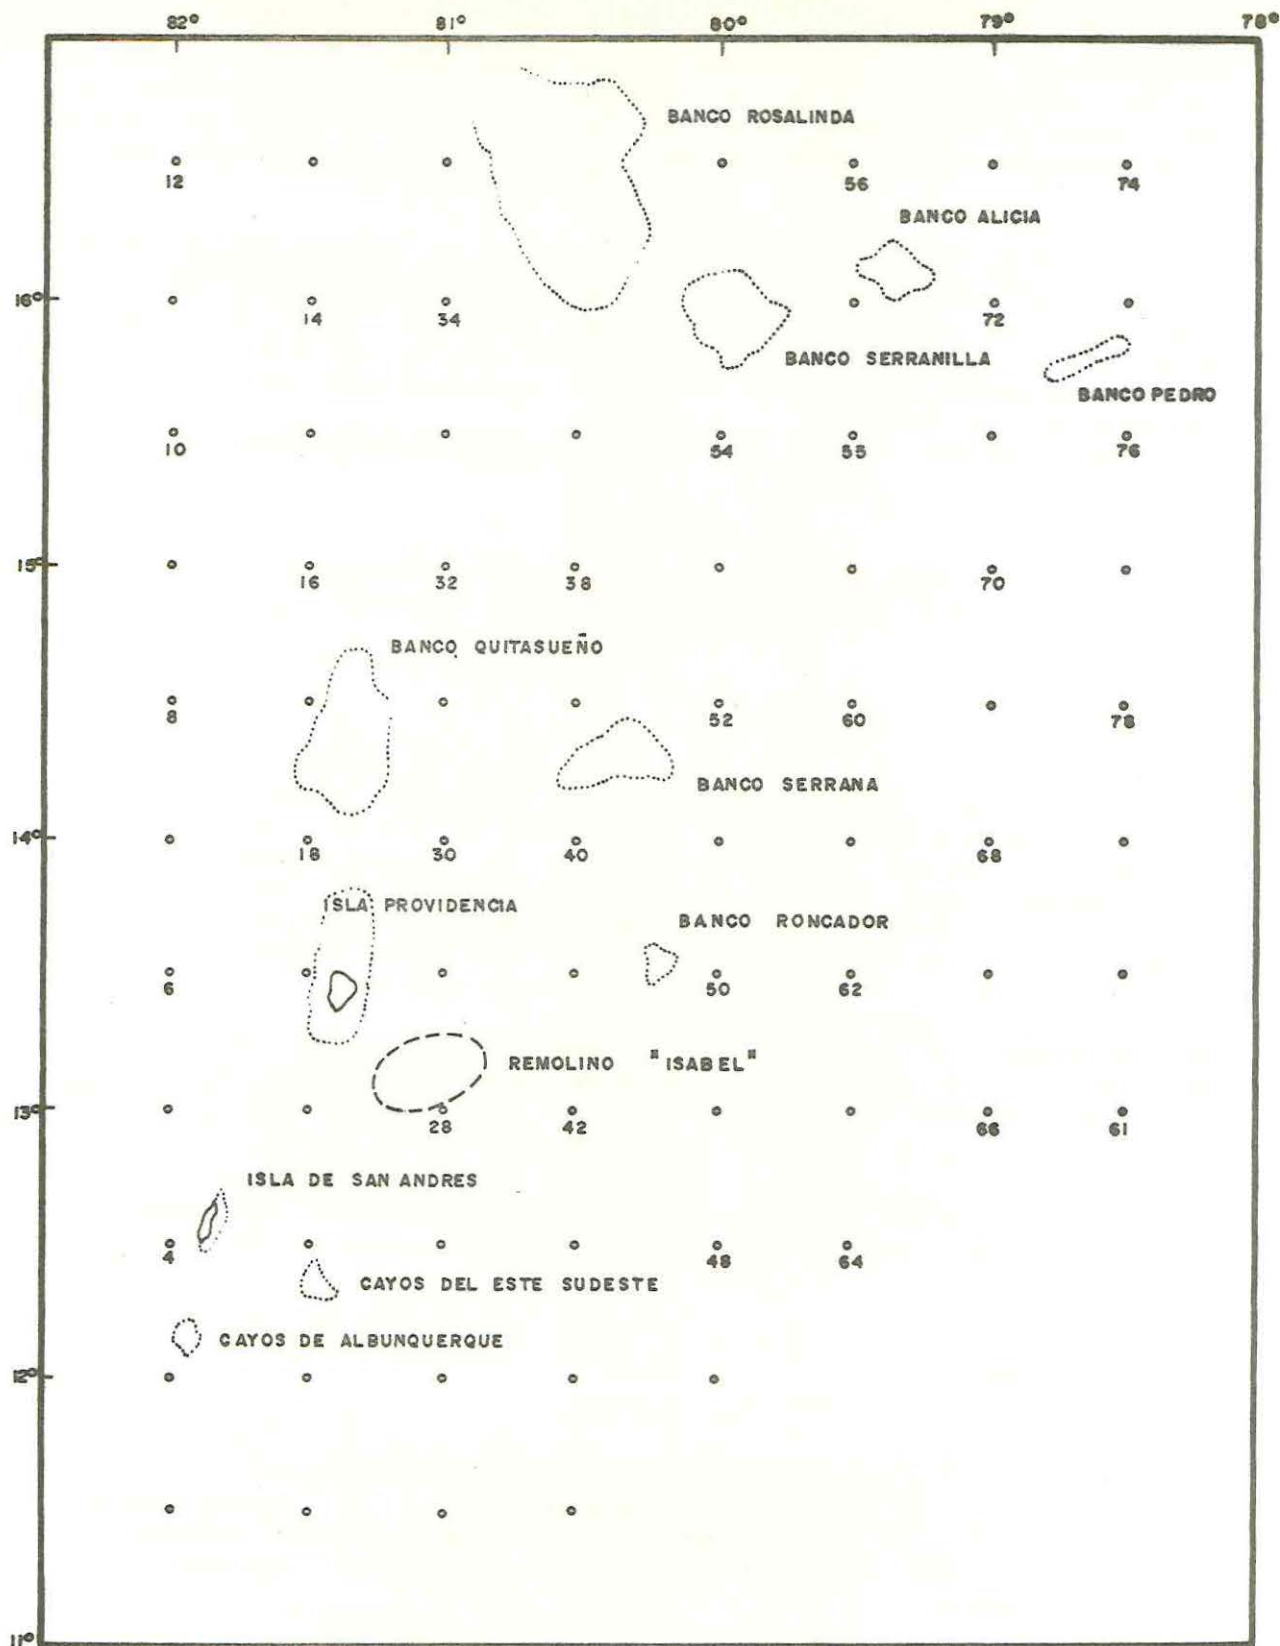 82° 81° 80° 79° 78°
BANCO ROSALINDA
12 56 74
BANCO ALICIA
16°
14 34 72
BANCO SERRANILLA
BANCO PEDRO
10 54 55 76
15°
16 32 38 70
BANCO QUITASUEÑO
8 52 60 78
BANCO SERRANA
14°
18 30 40 68
ISLA PROVIDENCIA
BANCO RONCADOR
6 50 62
REMOLINO "ISABEL"
13°
28 42 66 61
ISLA DE SAN ANDRES
4 48 64
CAYOS DEL ESTE SUDESTE
CAYOS DE ALBUNQUERQUE
12°
11°